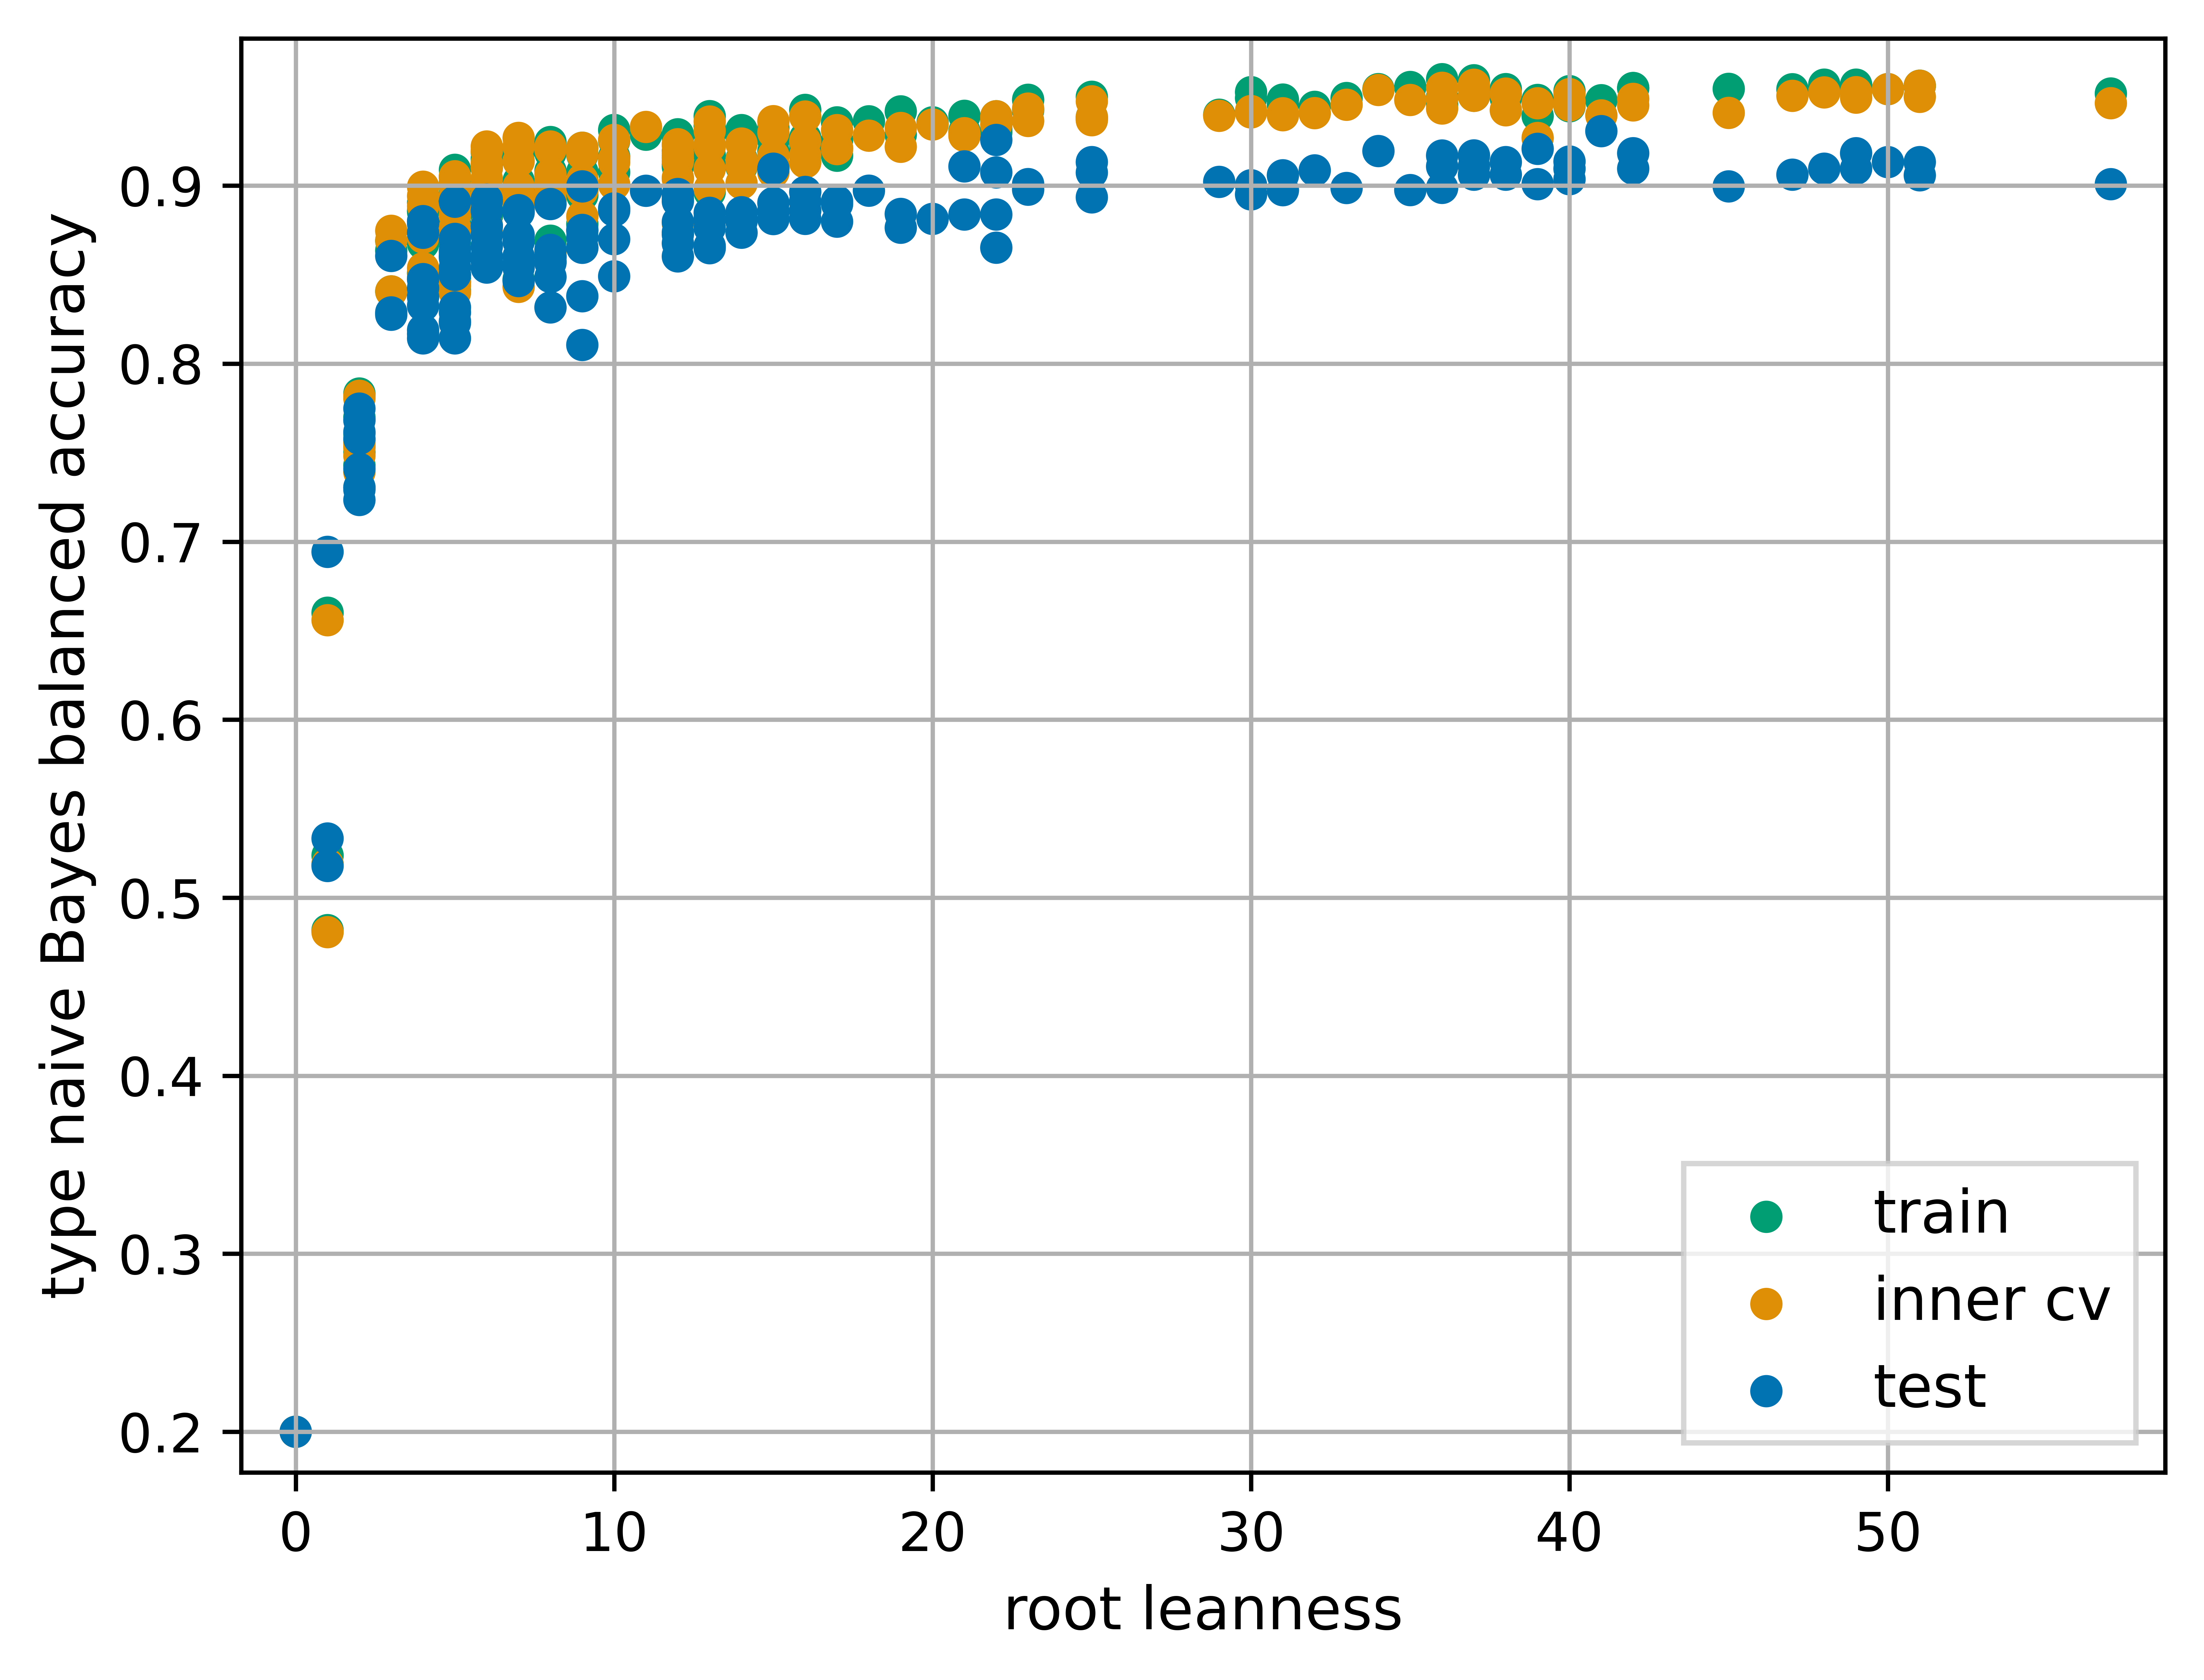 type naive Bayes balanced accuracy
0.9
0.8
0.7
0.6
0.5
0.4
0.3
0.2
train
inner cv
test
0 10 20 30 40 50
root leanness